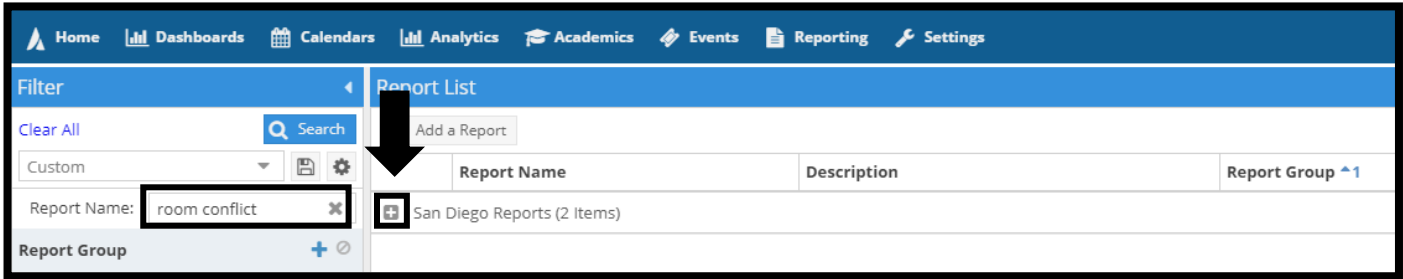 Home Dashboards Calendars Analytics Academics Events Reporting Settings
Filter
Report List
Clear All
Search
Add a Report
Custom
Report Name Description Report Group 1
Report Name: room conflict
San Diego Reports (2 Items)
Report Group